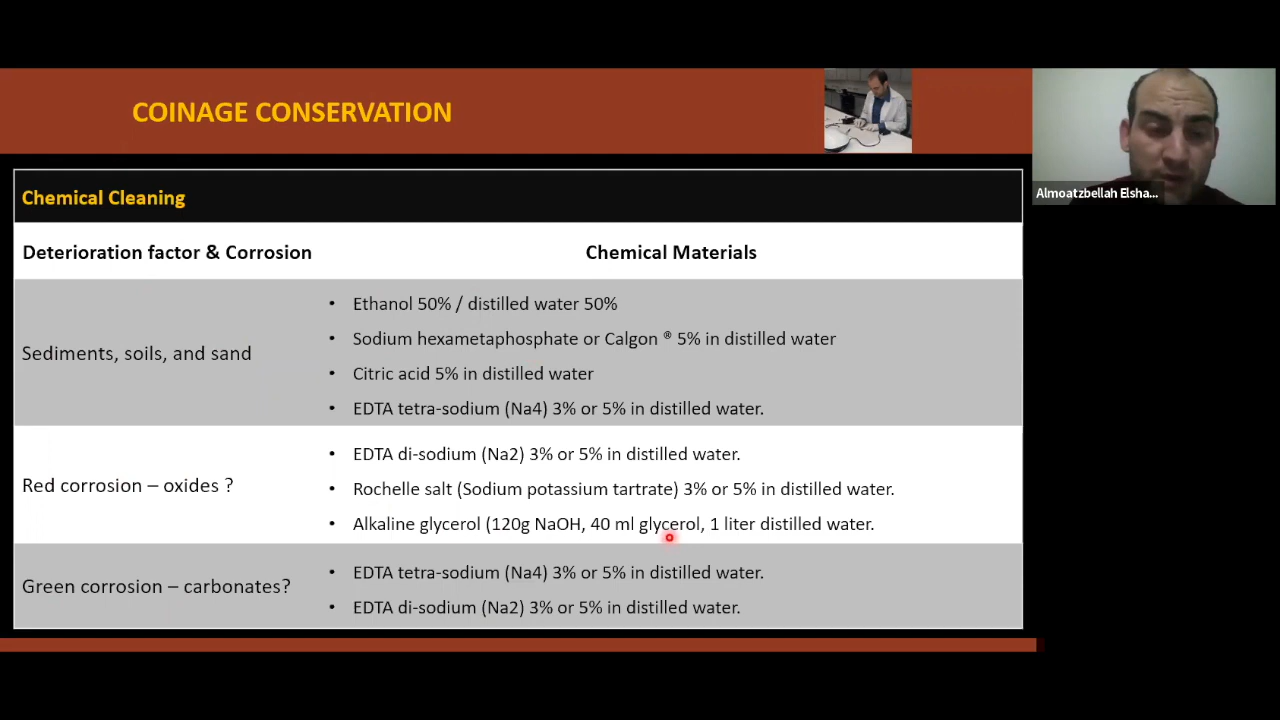 COINAGE CONSERVATION
Almoatzbellah Elsha...
Chemical Cleaning
Deterioration factor & Corrosion
Chemical Materials
Sediments, soils, and sand
• Ethanol 50% / distilled water 50%
• Sodium hexametaphosphate or Calgon ® 5% in distilled water
• Citric acid 5% in distilled water
• EDTA tetra-sodium (Na4) 3% or 5% in distilled water.
Red corrosion – oxides ?
• EDTA di-sodium (Na2) 3% or 5% in distilled water.
• Rochelle salt (Sodium potassium tartrate) 3% or 5% in distilled water.
• Alkaline glycerol (120g NaOH, 40 ml glycerol, 1 liter distilled water.
Green corrosion – carbonates?
• EDTA tetra-sodium (Na4) 3% or 5% in distilled water.
• EDTA di-sodium (Na2) 3% or 5% in distilled water.